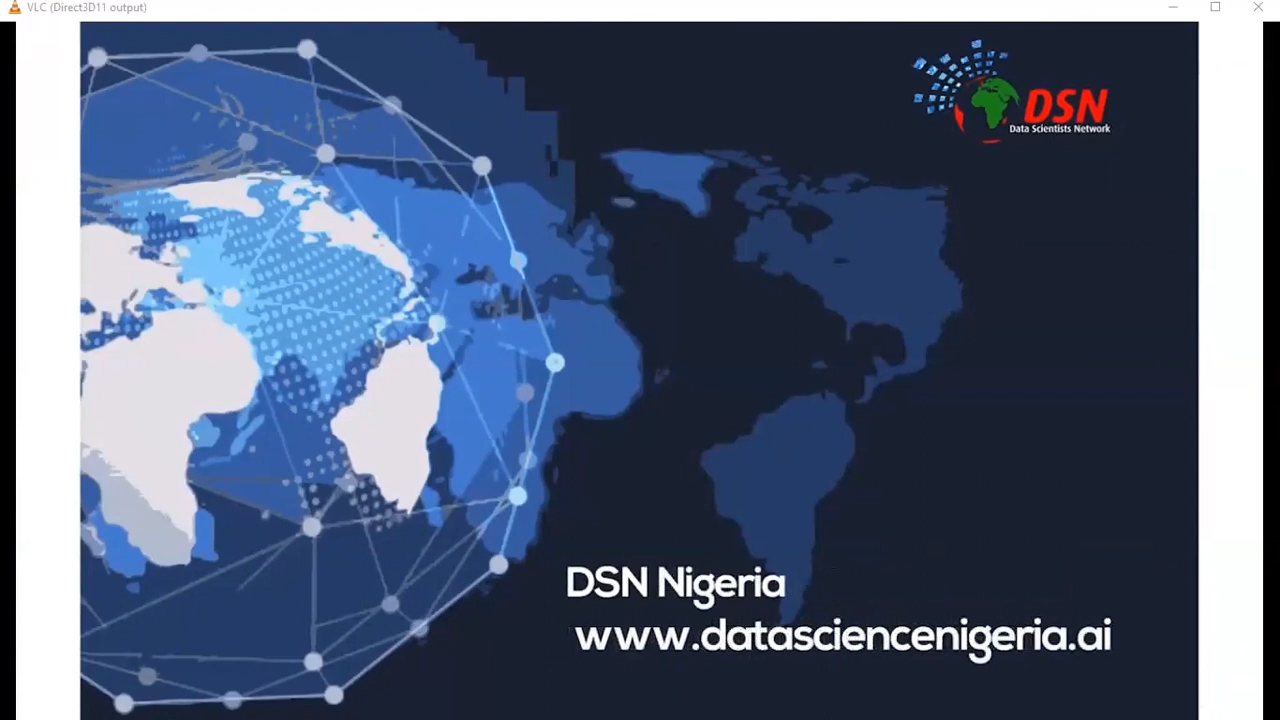 VLC (Direct3D11 output)
DSN
Data Scientists Network
DSN Nigeria
www.datasciencenigeria.ai